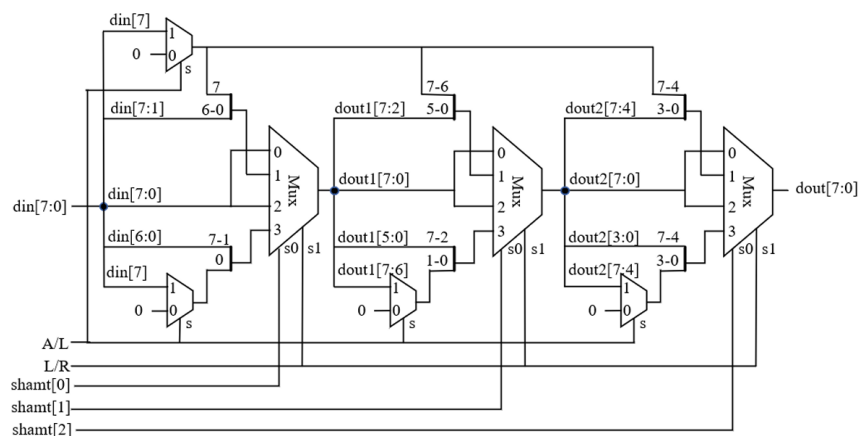 din[7]
1
0
0
s
7
7-6
7-4
din[7:1]
6-0
dout1[7:2]
5-0
dout2[7:4]
3-0
0
1
2
3
Mux
s0
s1
0
1
2
3
Mux
s0
s1
0
1
2
3
Mux
s0
s1
din[7:0]
din[7:0]
dout1[7:0]
dout2[7:0]
dout[7:0]
din[6:0]
7-1
0
dout1[5:0]
7-2
1-0
dout2[3:0]
7-4
3-0
din[7]
1
0
0
s
dout1[7:6]
1
0
0
s
dout2[7:4]
1
0
0
s
A/L
L/R
shamt[0]
shamt[1]
shamt[2]